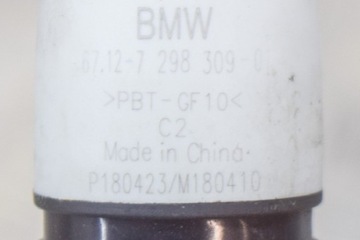 BMW
67.12-7 298 309-0
>PBT-GF10<
C2
Made in China
P180423/M180410